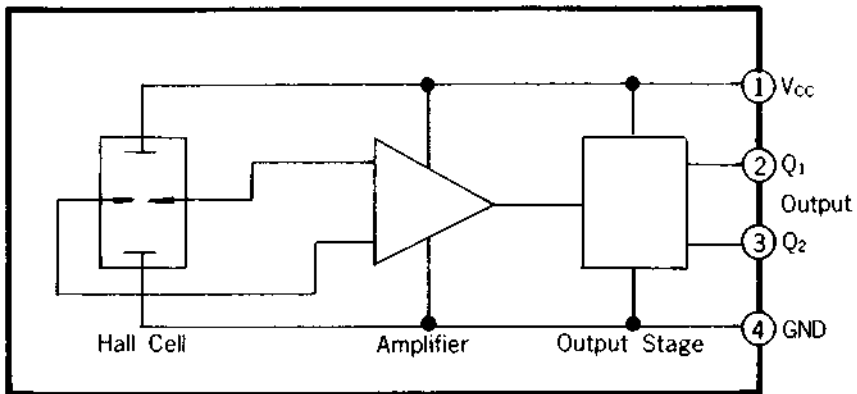 ① Vcc
② Q₁
Output
③ Q₂
④ GND
Hall Cell
Amplifier
Output Stage